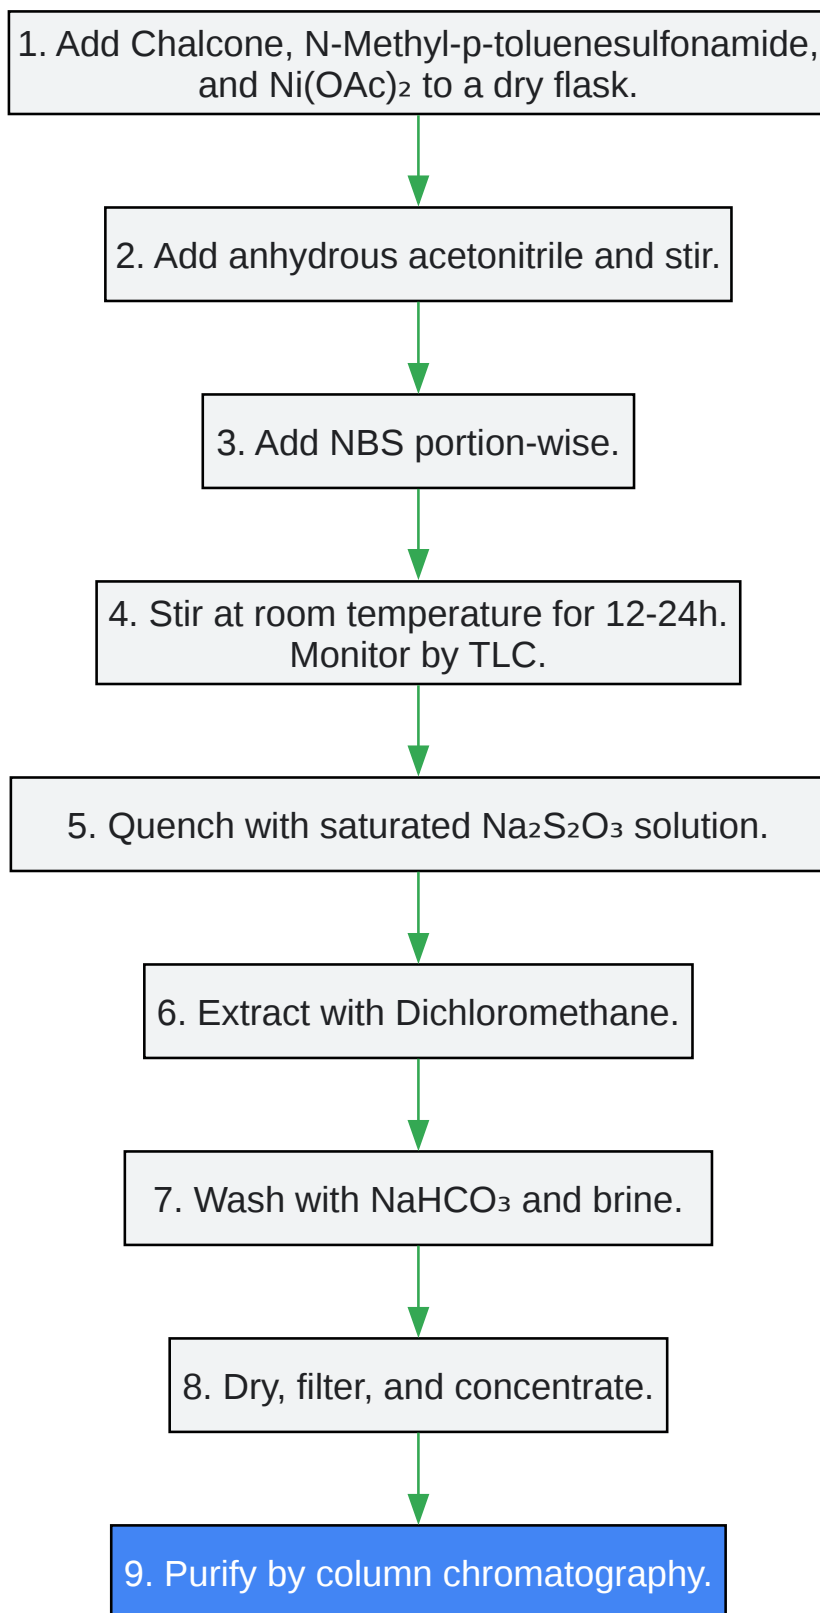 1. Add Chalcone, N-Methyl-p-toluenesulfonamide,
and Ni(OAc)₂ to a dry flask.
2. Add anhydrous acetonitrile and stir.
3. Add NBS portion-wise.
4. Stir at room temperature for 12-24h.
Monitor by TLC.
5. Quench with saturated Na₂S₂O₃ solution.
6. Extract with Dichloromethane.
7. Wash with NaHCO₃ and brine.
8. Dry, filter, and concentrate.
9. Purify by column chromatography.